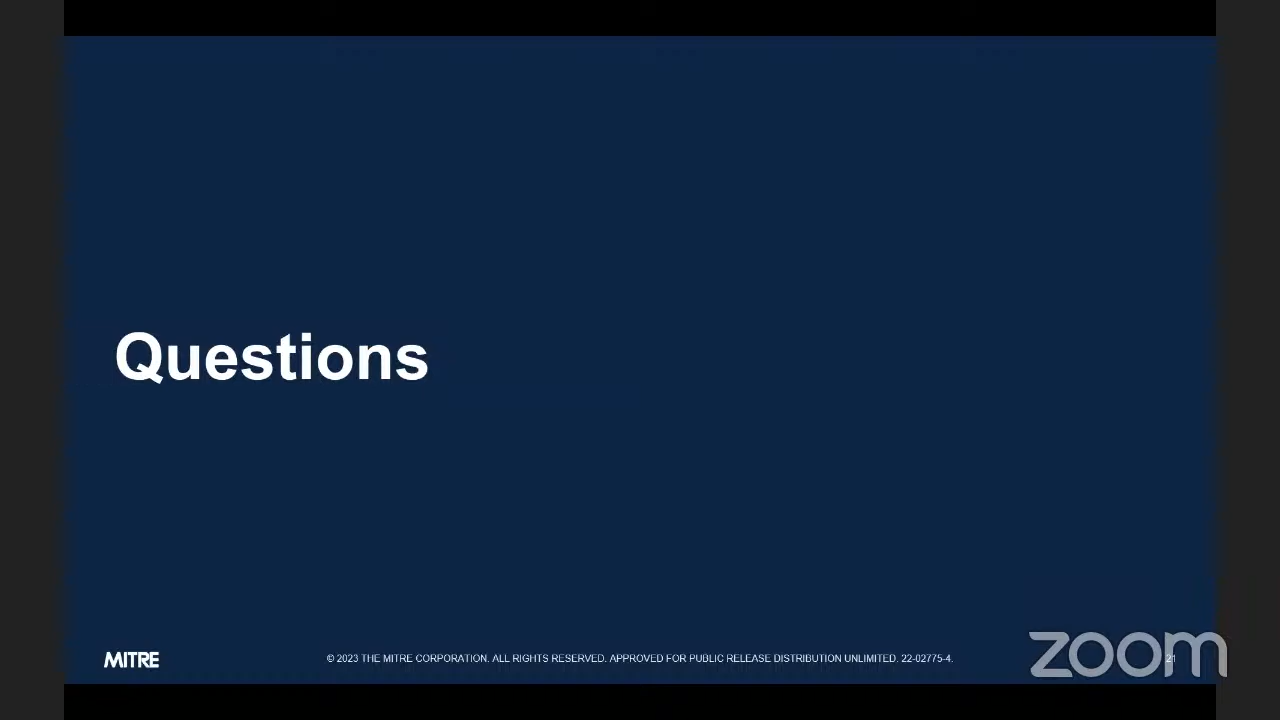 Questions
MITRE
© 2023 THE MITRE CORPORATION. ALL RIGHTS RESERVED. APPROVED FOR PUBLIC RELEASE DISTRIBUTION UNLIMITED. 22-02775-4.
zoom
21